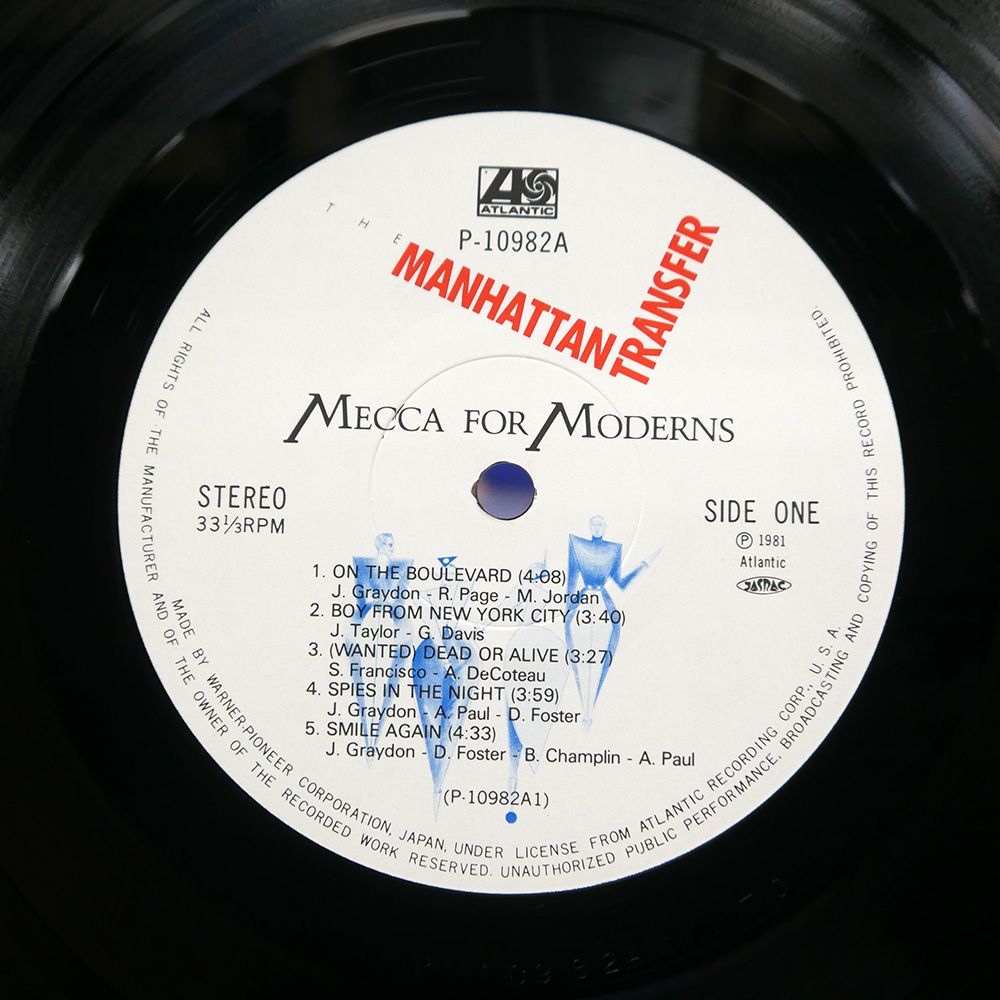 ATLANTIC
P-10982A
THE
MANHATTAN
TRANSFER
MECCA FOR MODERNS
STEREO
33⅓RPM
SIDE ONE
Ⓟ 1981
Atlantic
JASRAC
1. ON THE BOULEVARD (4:08)
J. Graydon - R. Page - M. Jordan
2. BOY FROM NEW YORK CITY (3:40)
J. Taylor - G. Davis
3. (WANTED) DEAD OR ALIVE (3:27)
S. Francisco - A. DeCoteau
4. SPIES IN THE NIGHT (3:59)
J. Graydon - A. Paul - D. Foster
5. SMILE AGAIN (4:33)
J. Graydon - D. Foster - B. Champlin - A. Paul
(P-10982A1)
ALL RIGHTS OF THE MANUFACTURER AND OF THE OWNER OF THE RECORDED WORK RESERVED. UNAUTHORIZED PUBLIC PERFORMANCE, BROADCASTING AND COPYING OF THIS RECORD PROHIBITED.
MADE BY WARNER-PIONEER CORPORATION, JAPAN, UNDER LICENSE FROM ATLANTIC RECORDING CORP., U. S. A.